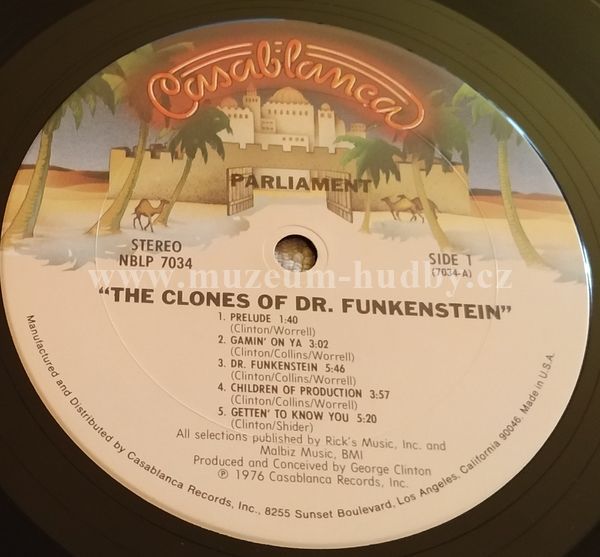 Casablanca
PARLIAMENT
STEREO
NBLP 7034
SIDE 1
(7034-A)
www.muzeum-hudby.cz
"THE CLONES OF DR. FUNKENSTEIN"
1. PRELUDE 1:40
(Clinton/Worrell)
2. GAMIN' ON YA 3:02
(Clinton/Collins/Worrell)
3. DR. FUNKENSTEIN 5:46
(Clinton/Collins/Worrell)
4. CHILDREN OF PRODUCTION 3:57
(Clinton/Collins/Worrell)
5. GETTEN' TO KNOW YOU 5:20
(Clinton/Shider)
All selections published by Rick's Music, Inc. and
Malbiz Music, BMI
Produced and Conceived by George Clinton
℗ 1976 Casablanca Records, Inc.
Manufactured and Distributed by Casablanca Records, Inc., 8255 Sunset Boulevard, Los Angeles, California 90046. Made in U.S.A.